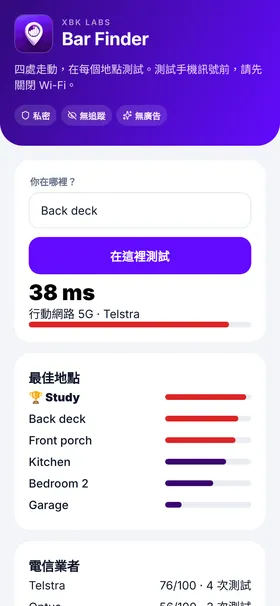 XBK LABS
Bar Finder
四處走動，在每個地點測試。測試手機訊號前，請先
關閉 Wi-Fi。
私密
無追蹤
無廣告
你在哪裡？
Back deck
在這裡測試
38 ms
行動網路 5G · Telstra
最佳地點
🏆 Study
Back deck
Front porch
Kitchen
Bedroom 2
Garage
電信業者
Telstra 76/100 · 4 次測試